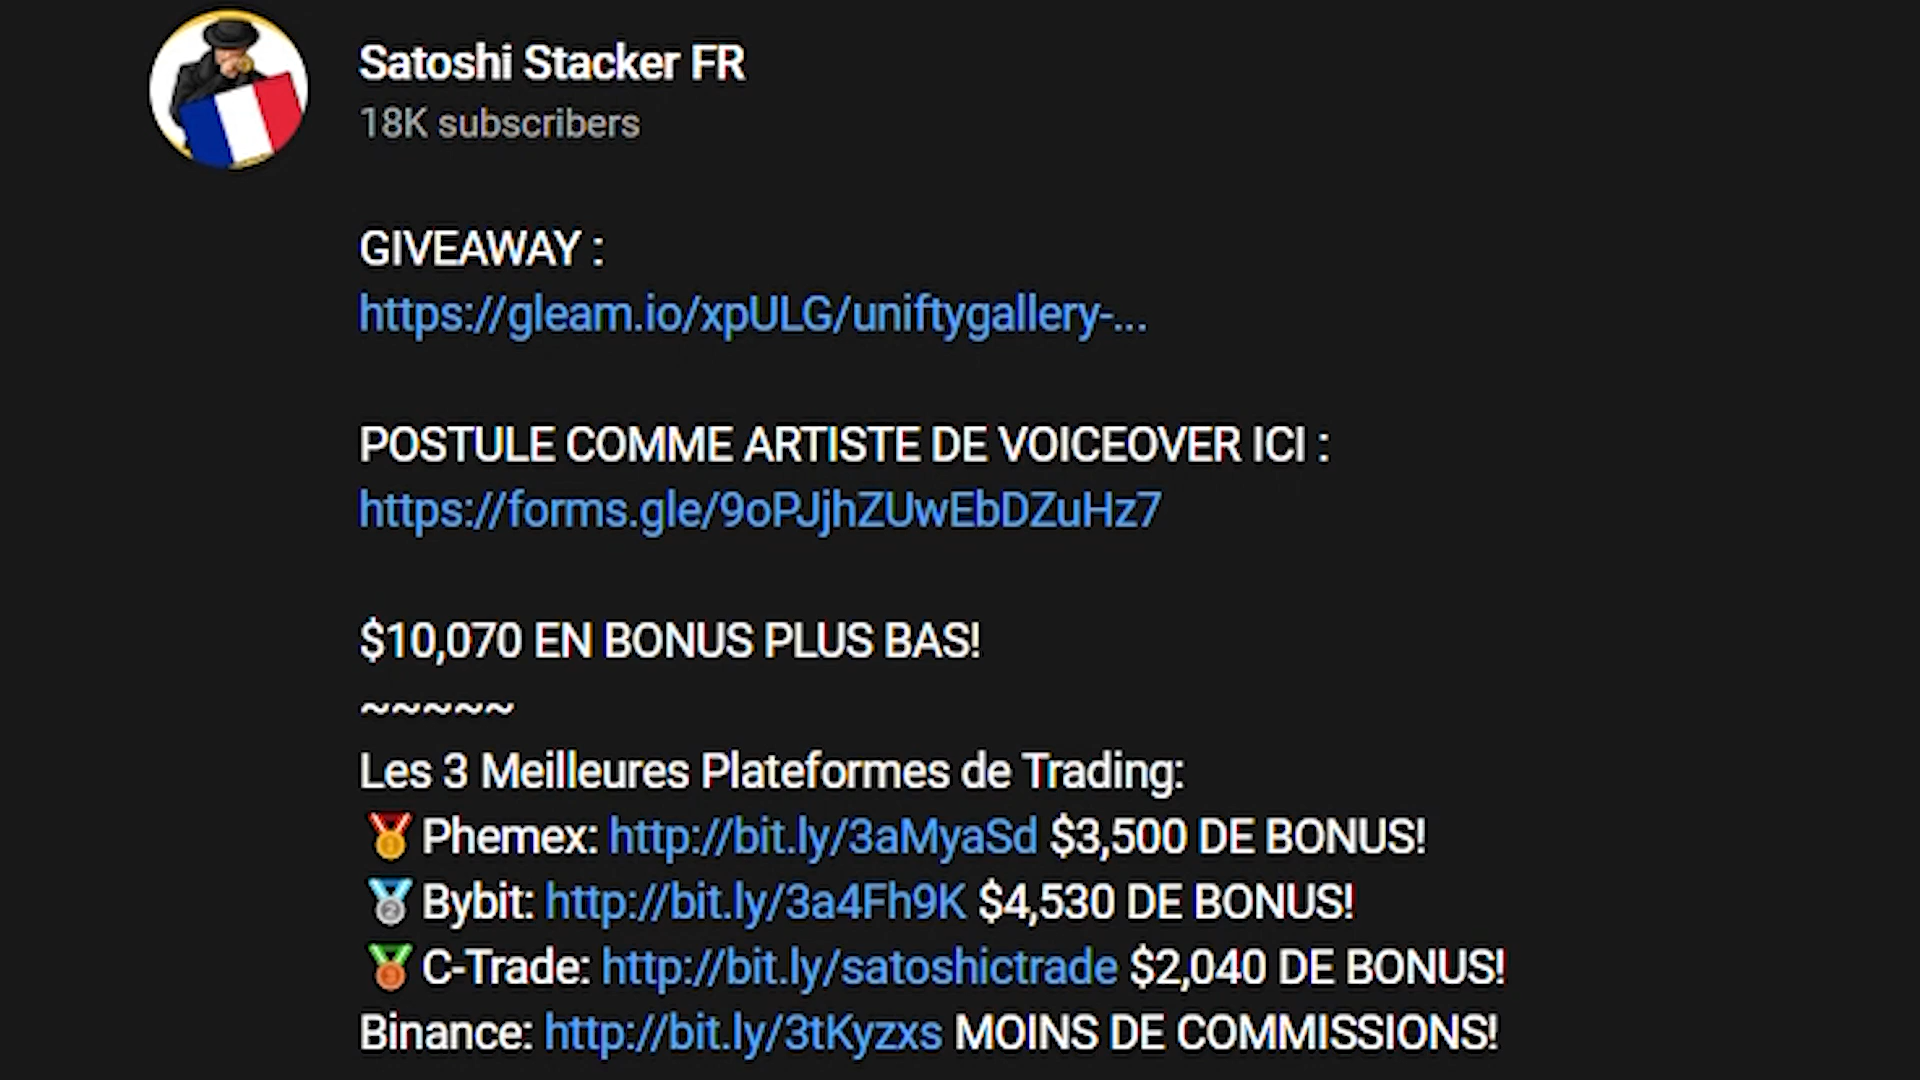 Satoshi Stacker FR
18K subscribers
GIVEAWAY :
https://gleam.io/xpULG/uniftygallery-...
POSTULE COMME ARTISTE DE VOICEOVER ICI :
https://forms.gle/9oPJjhZUwEbDZuHz7
$10,070 EN BONUS PLUS BAS!
~~~~~
Les 3 Meilleures Plateformes de Trading:
🥇Phemex: http://bit.ly/3aMyaSd $3,500 DE BONUS!
🥈Bybit: http://bit.ly/3a4Fh9K $4,530 DE BONUS!
🥉C-Trade: http://bit.ly/satoshictrade $2,040 DE BONUS!
Binance: http://bit.ly/3tKyzxs MOINS DE COMMISSIONS!